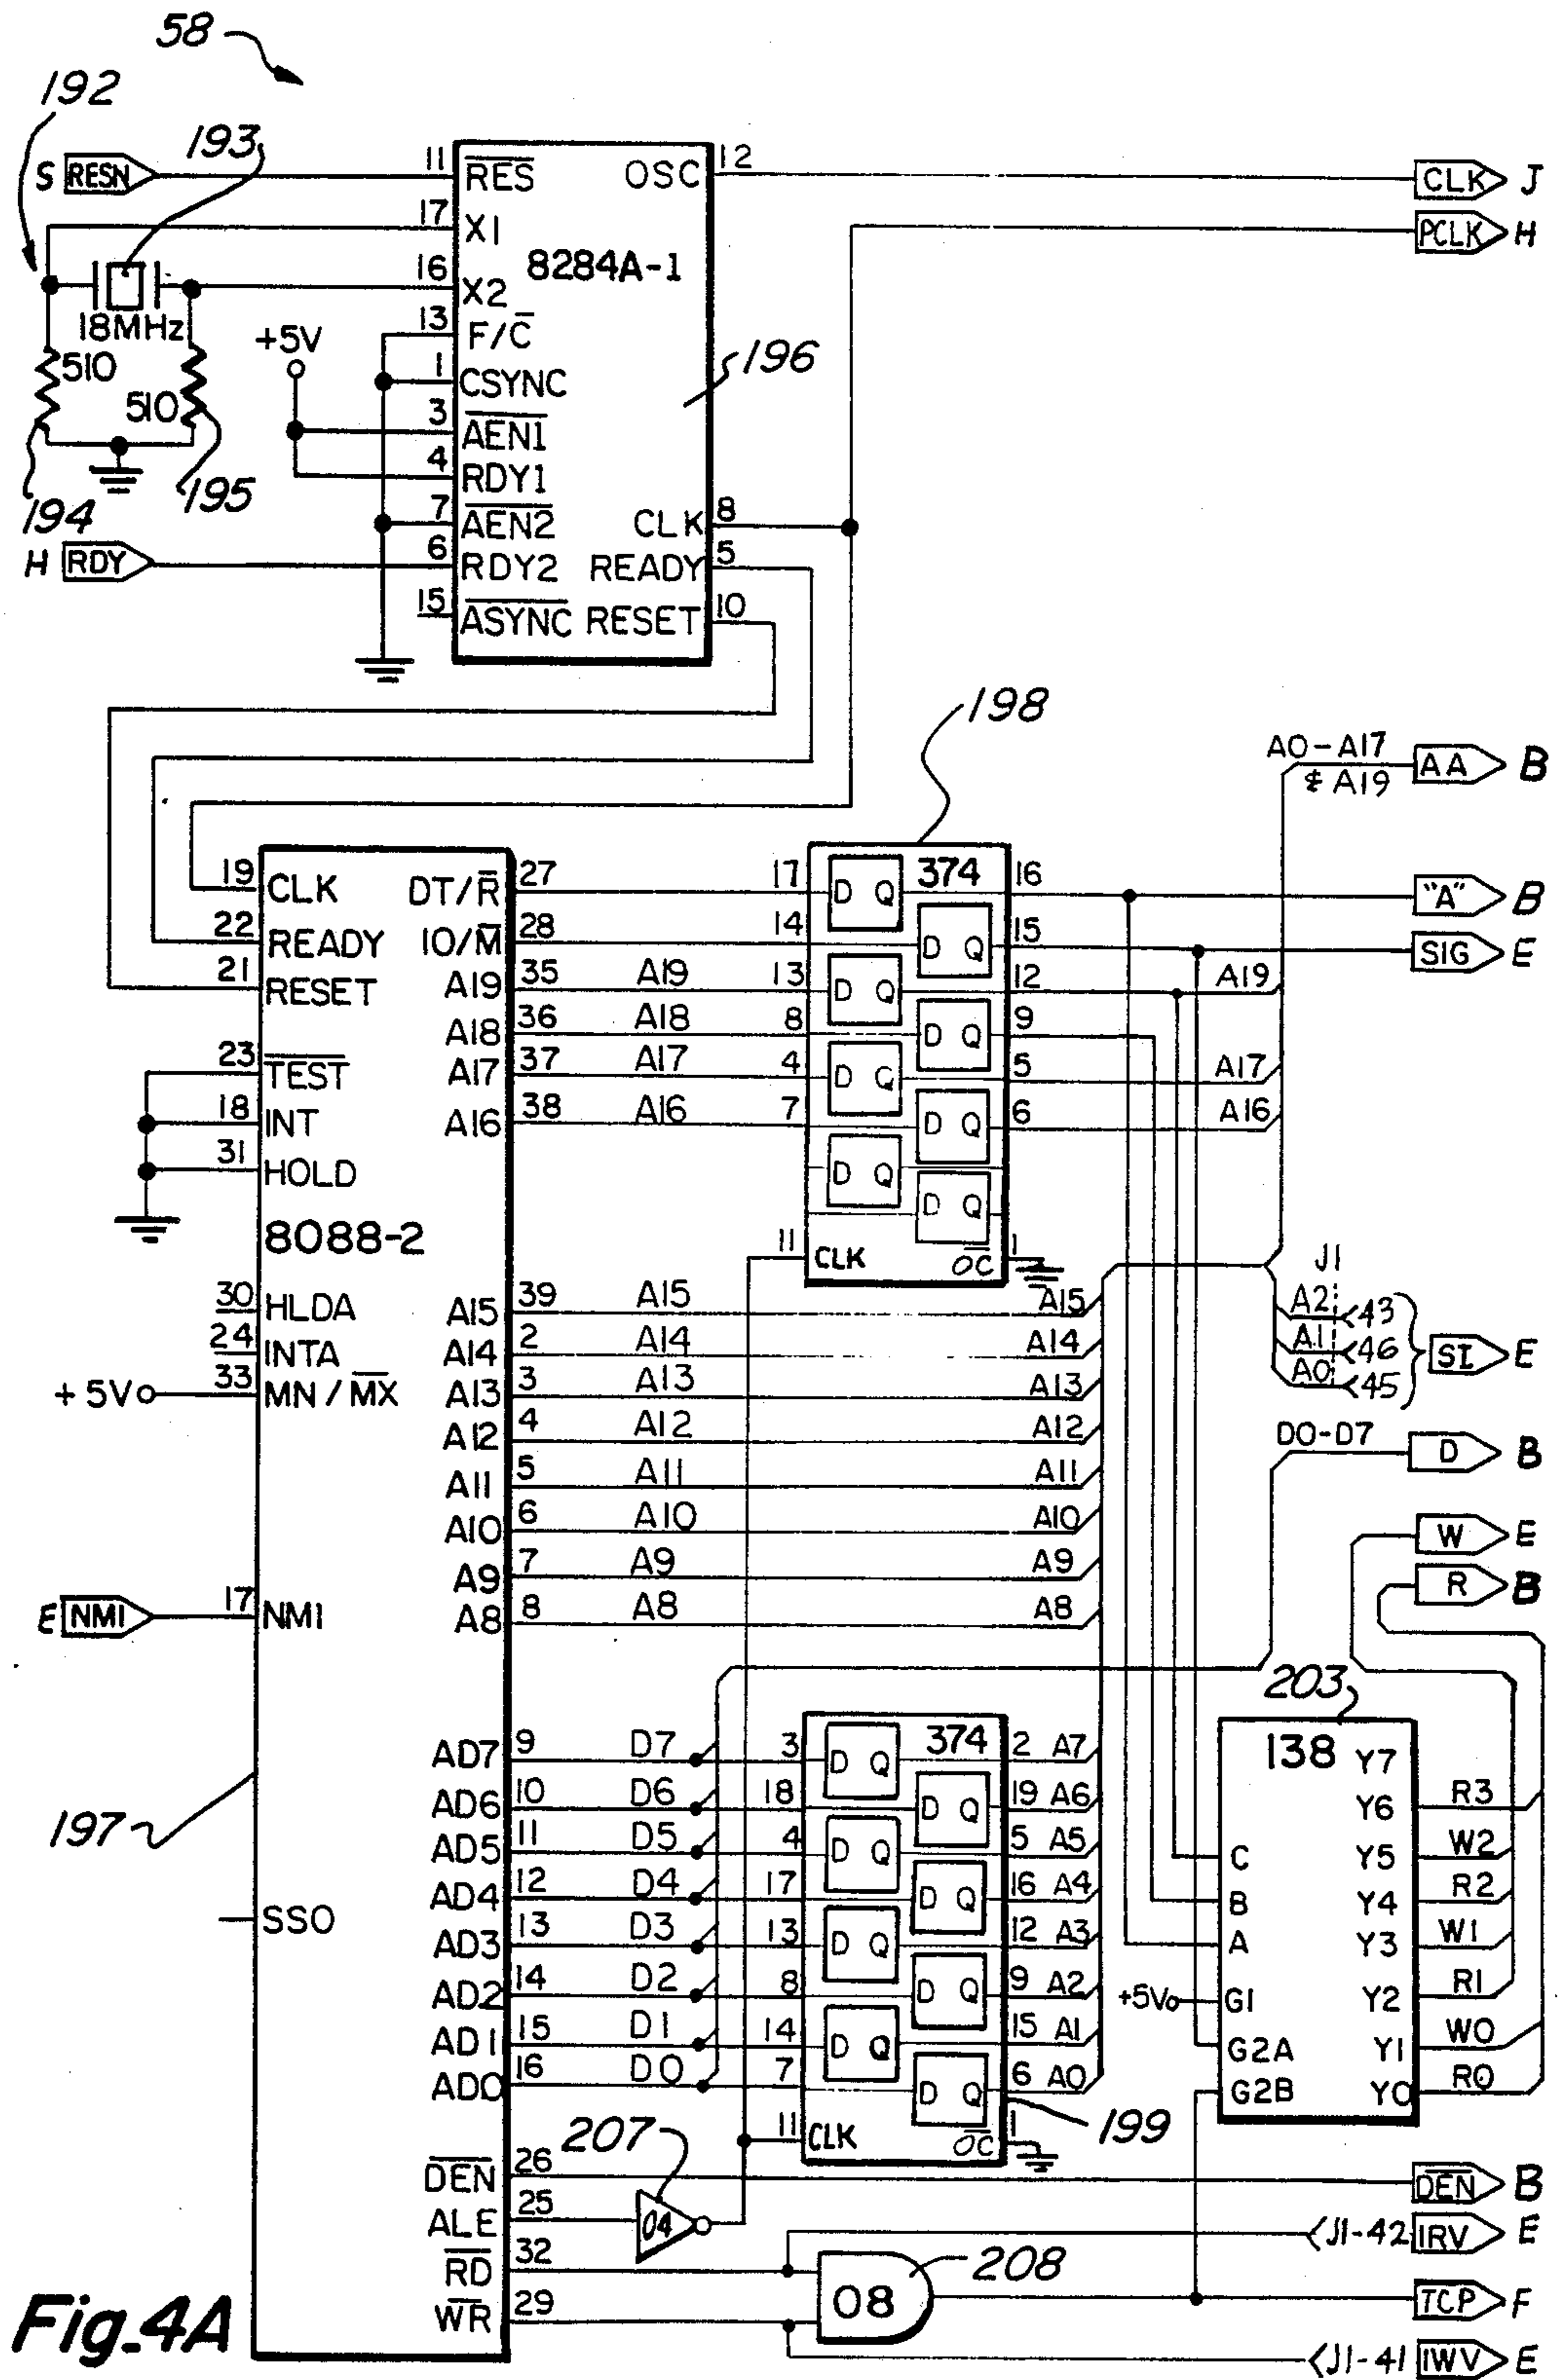 58
192
193
S RESN
11 RES OSC 12
CLK J
17 X1
PCLK H
16 X2
8284A-1
18MHz
13 F/C
+5V
510
510
1 CSYNC
196
3 AEN1
4 RDY1
194
195
7 AEN2 CLK 8
H RDY
6 RDY2 READY 5
15 ASYNC RESET 10
198
A0-A17
& A19
AA B
19 CLK DT/R 27
17 D Q 374 16
"A" B
22 READY IO/M 28
14 D Q 15
SIG E
21 RESET A19 35 A19 13 D Q 12 A19
A18 36 A18 8 D Q 9
23 TEST A17 37 A17 4 D Q 5 A17
18 INT A16 38 A16 7 D Q 6 A16
31 HOLD
D Q
D Q
8088-2
11 CLK OC 1
J1
30 HLDA A15 39 A15 A15
A2 43
24 INTA A14 2 A14 A14
A1 46
SI E
+5V 33 MN/MX A13 3 A13 A13
A0 45
A12 4 A12 A12
D0-D7
D B
A11 5 A11 A11
A10 6 A10 A10
W E
A9 7 A9 A9
R B
E NMI 17 NMI A8 8 A8 A8
203
AD7 9 D7 3 D Q 374 2 A7
138 Y7
AD6 10 D6 18 D Q 19 A6
Y6 R3
197
AD5 11 D5 4 D Q 5 A5
C Y5 W2
AD4 12 D4 17 D Q 16 A4
B Y4 R2
SSO
AD3 13 D3 13 D Q 12 A3
A Y3 W1
AD2 14 D2 8 D Q 9 A2
+5V G1 Y2 R1
AD1 15 D1 14 D Q 15 A1
G2A Y1 W0
AD0 16 D0 7 D Q 6 A0
G2B Y0 R0
207
11 CLK OC 1
199
DEN 26
DEN B
ALE 25
04
J1-42 IRV E
RD 32
208
08
TCP F
WR 29
J1-41 IWV E
Fig.4A